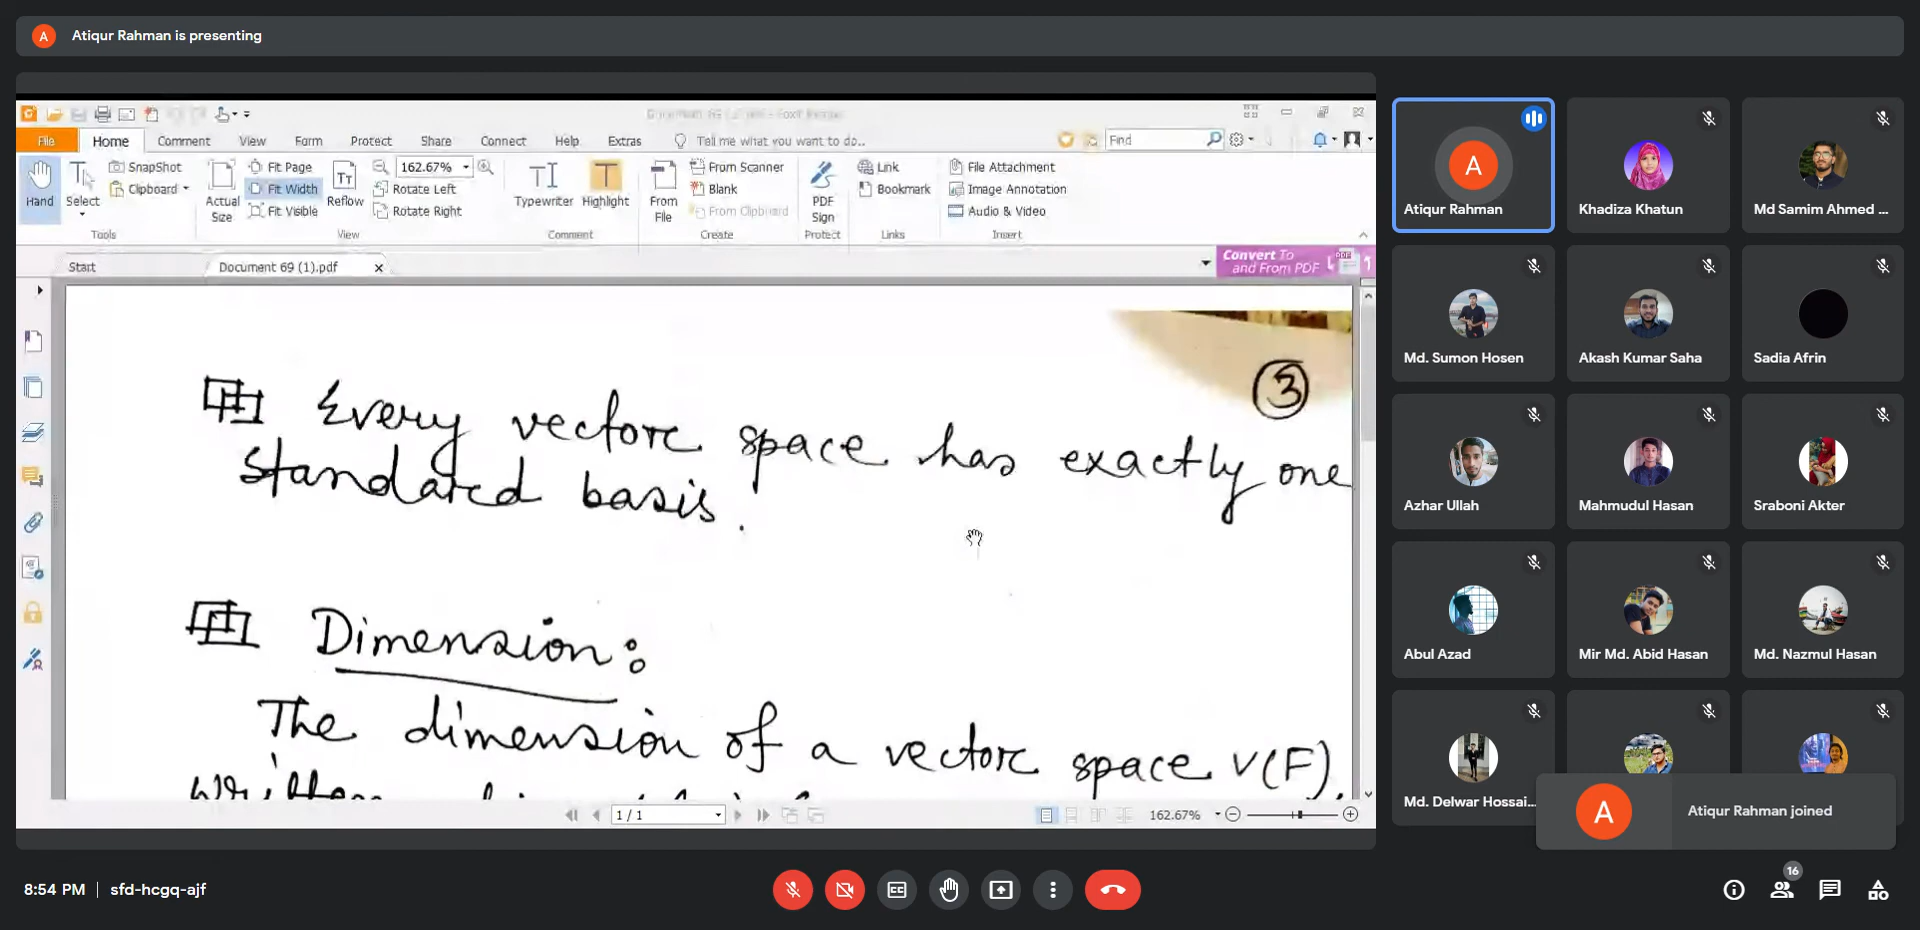 A
Atiqur Rahman is presenting
File
Home
Comment
View
Form
Protect
Share
Connect
Help
Extras
Tell me what you want to do..
Find
Hand
Select
SnapShot
Clipboard
Tools
Actual
Size
Fit Page
Fit Width
Fit Visible
Reflow
162.67%
Rotate Left
Rotate Right
View
Typewriter
Highlight
Comment
From
File
From Scanner
Blank
From Clipboard
Create
PDF
Sign
Protect
Link
Bookmark
Links
File Attachment
Image Annotation
Audio & Video
Insert
Start
Document 69 (1).pdf
Convert To
and From PDF
PDF
3
Every vector space has exactly one
standared basis.
Dimension:
The dimension of a vector space V(F),
Written
1 / 1
162.67%
A
Atiqur Rahman
Khadiza Khatun
Md Samim Ahmed ...
Md. Sumon Hosen
Akash Kumar Saha
Sadia Afrin
Azhar Ullah
Mahmudul Hasan
Sraboni Akter
Abul Azad
Mir Md. Abid Hasan
Md. Nazmul Hasan
Md. Delwar Hossai...
A
Atiqur Rahman joined
8:54 PM | sfd-hcgq-ajf
16